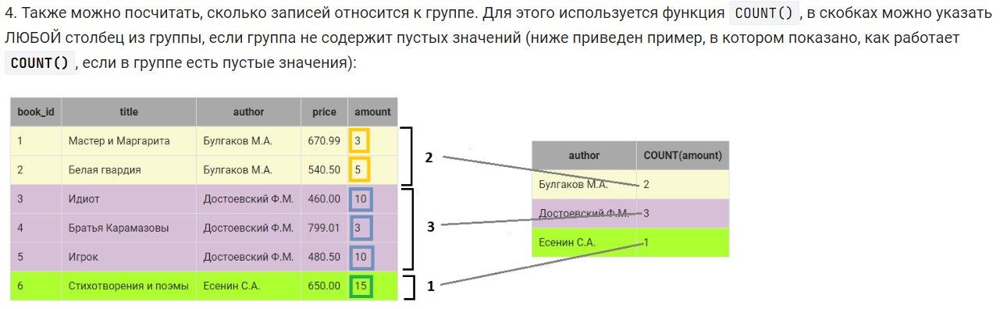 4. Также можно посчитать, сколько записей относится к группе. Для этого используется функция COUNT(), в скобках можно указать
ЛЮБОЙ столбец из группы, если группа не содержит пустых значений (ниже приведен пример, в котором показано, как работает
COUNT(), если в группе есть пустые значения):
book_id title author price amount
1 Мастер и Маргарита Булгаков М.А. 670.99 3
2 Белая гвардия Булгаков М.А. 540.50 5
3 Идиот Достоевский Ф.М. 460.00 10
4 Братья Карамазовы Достоевский Ф.М. 799.01 3
5 Игрок Достоевский Ф.М. 480.50 10
6 Стихотворения и поэмы Есенин С.А. 650.00 15
2
3
1
author COUNT(amount)
Булгаков М.А. 2
Достоевский Ф.М. 3
Есенин С.А. 1